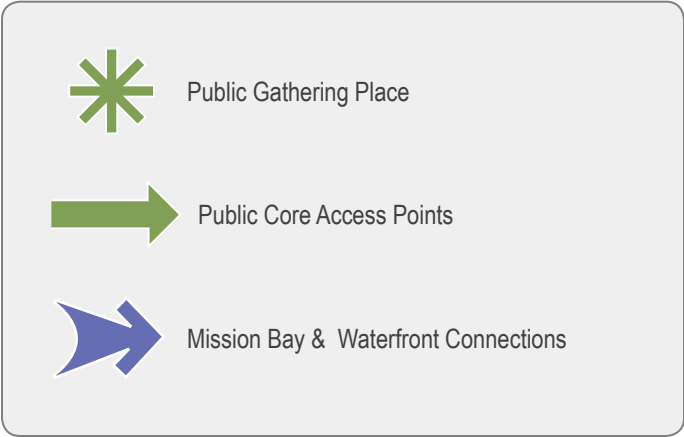 Public Gathering Place
Public Core Access Points
Mission Bay &  Waterfront Connections